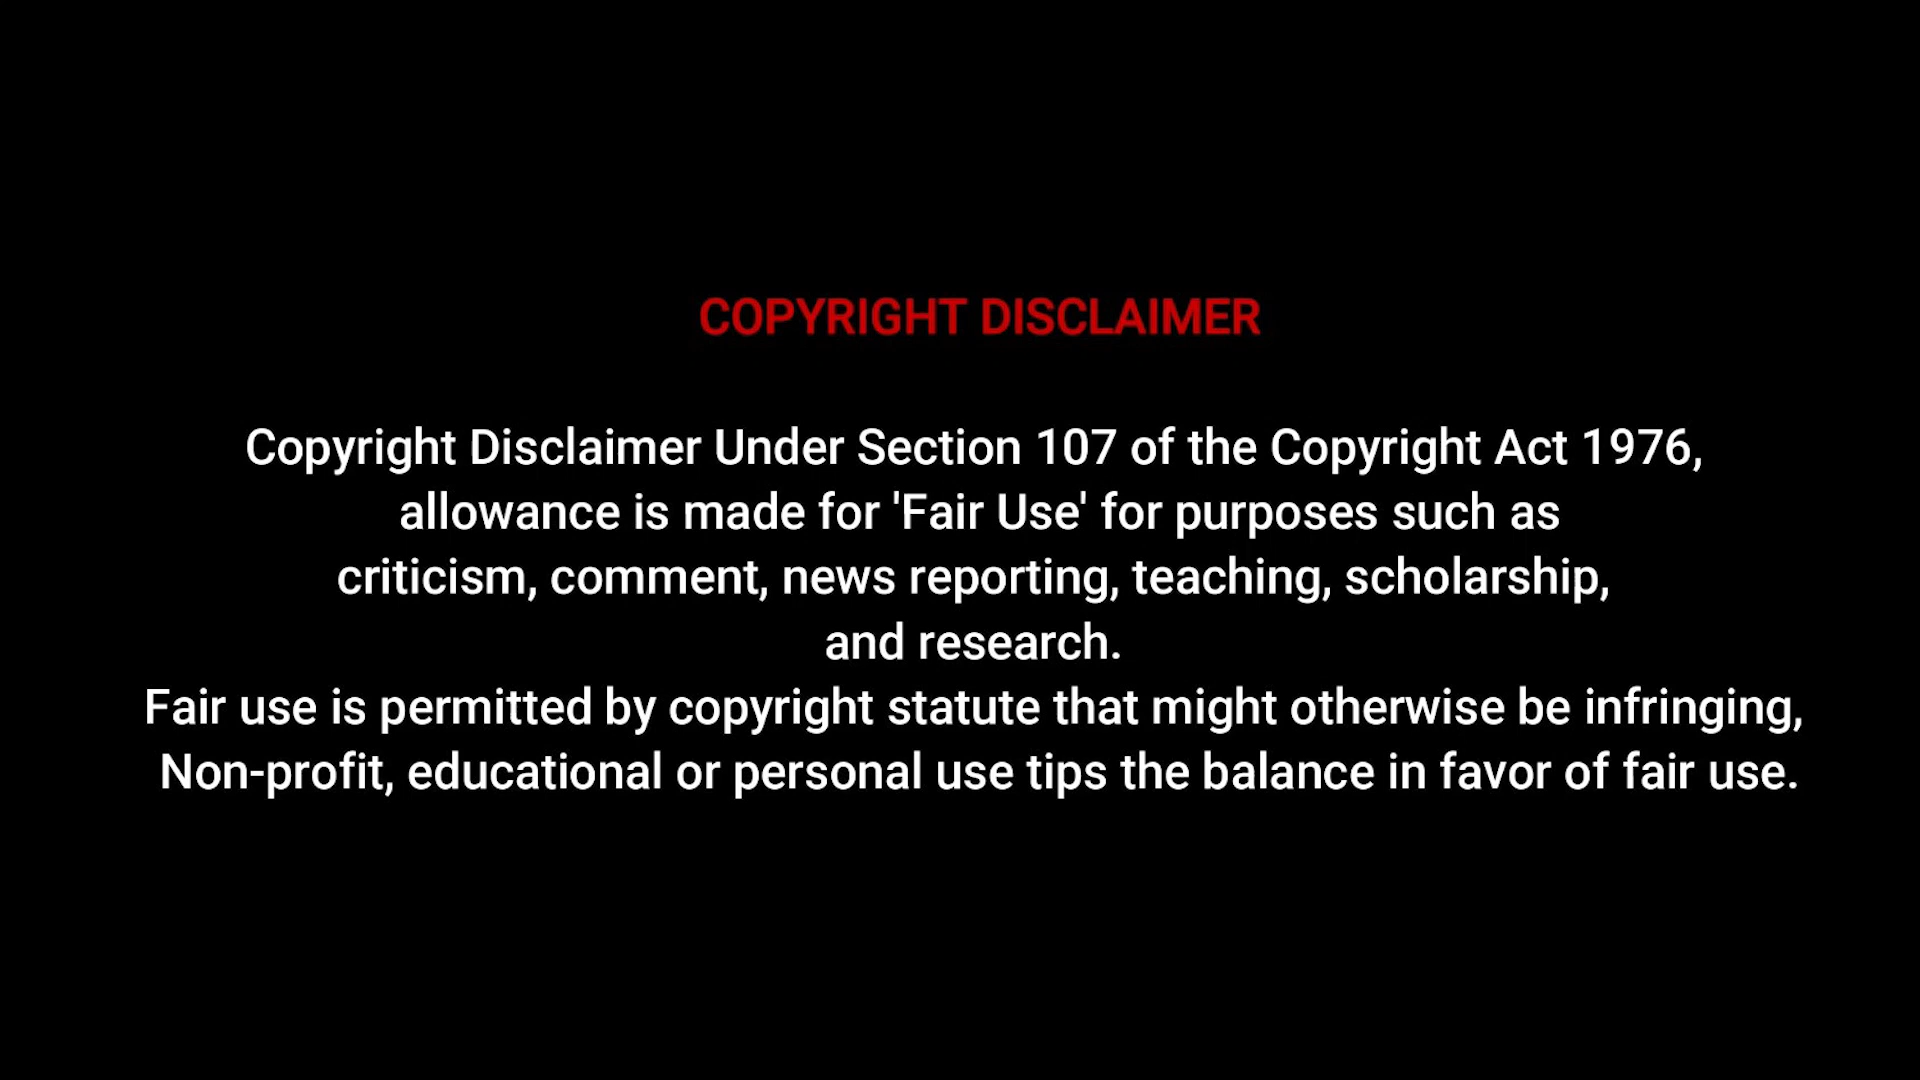 COPYRIGHT DISCLAIMER
Copyright Disclaimer Under Section 107 of the Copyright Act 1976,
allowance is made for 'Fair Use' for purposes such as
criticism, comment, news reporting, teaching, scholarship,
and research.
Fair use is permitted by copyright statute that might otherwise be infringing,
Non-profit, educational or personal use tips the balance in favor of fair use.